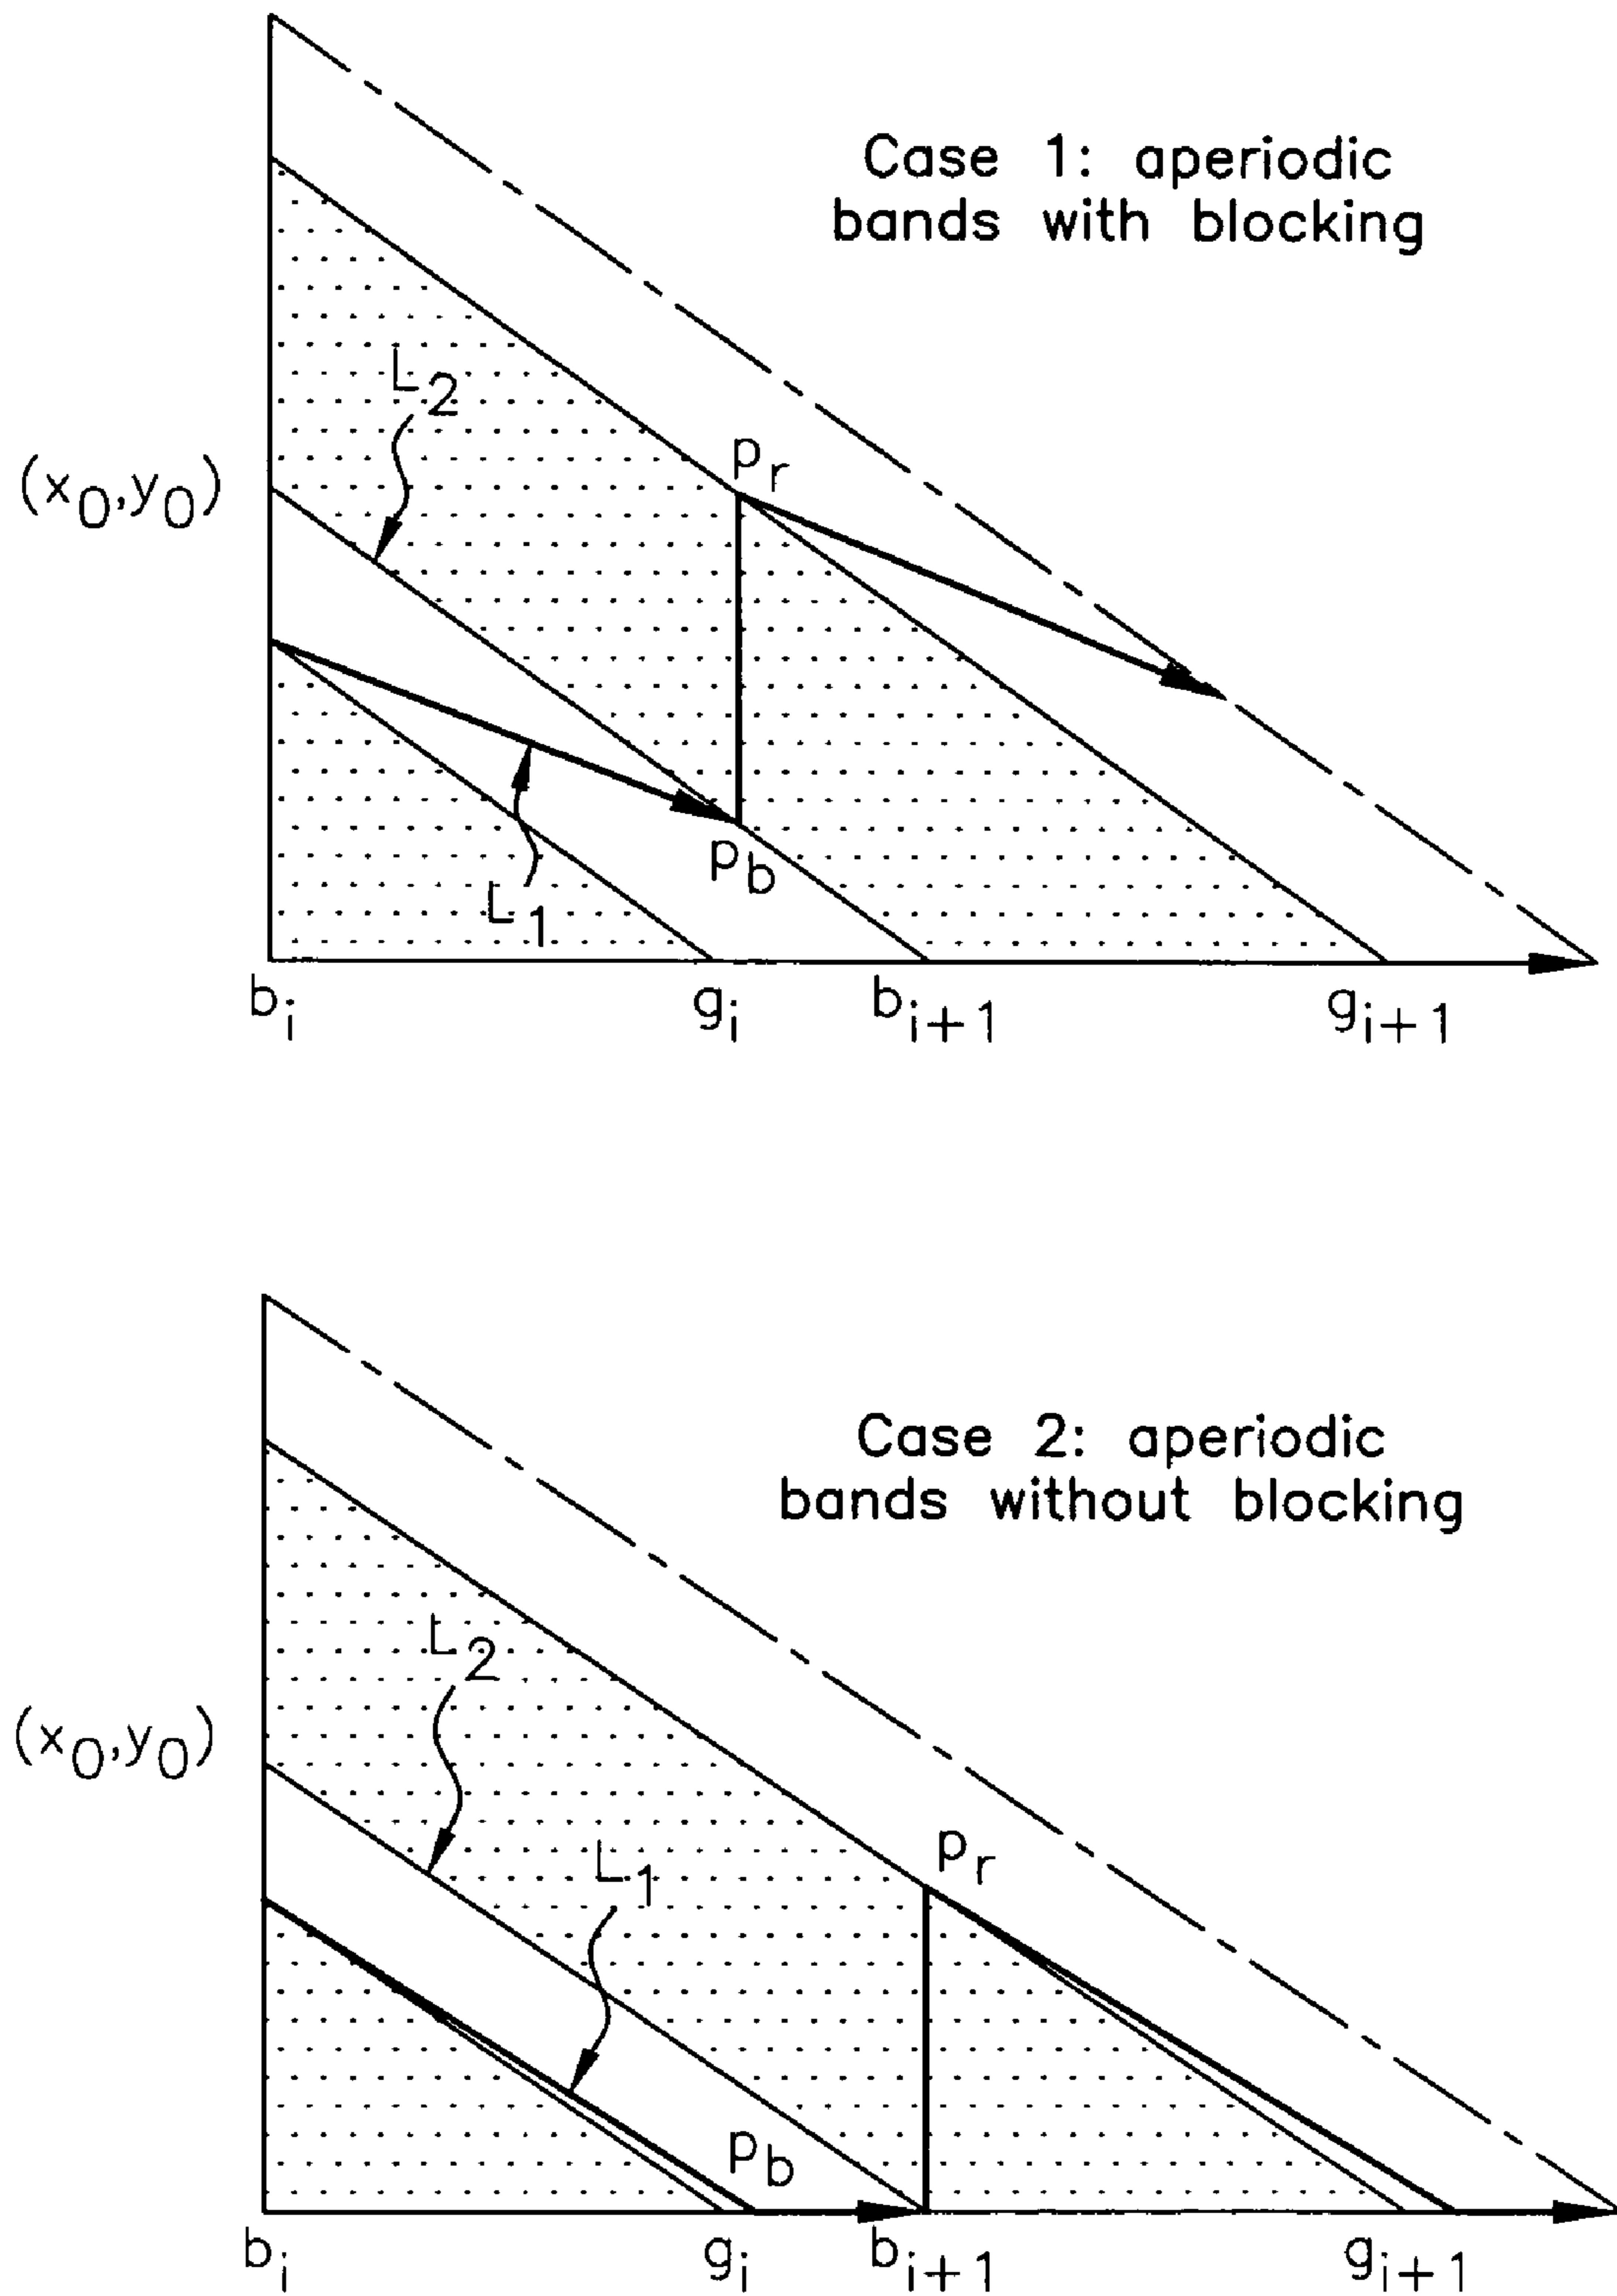 Case 1: aperiodic
bands with blocking
L2
(x0,y0)
pr
pb
L1
bi
gi
bi+1
gi+1
Case 2: aperiodic
bands without blocking
L2
(x0,y0)
L1
pr
pb
bi
gi
bi+1
gi+1